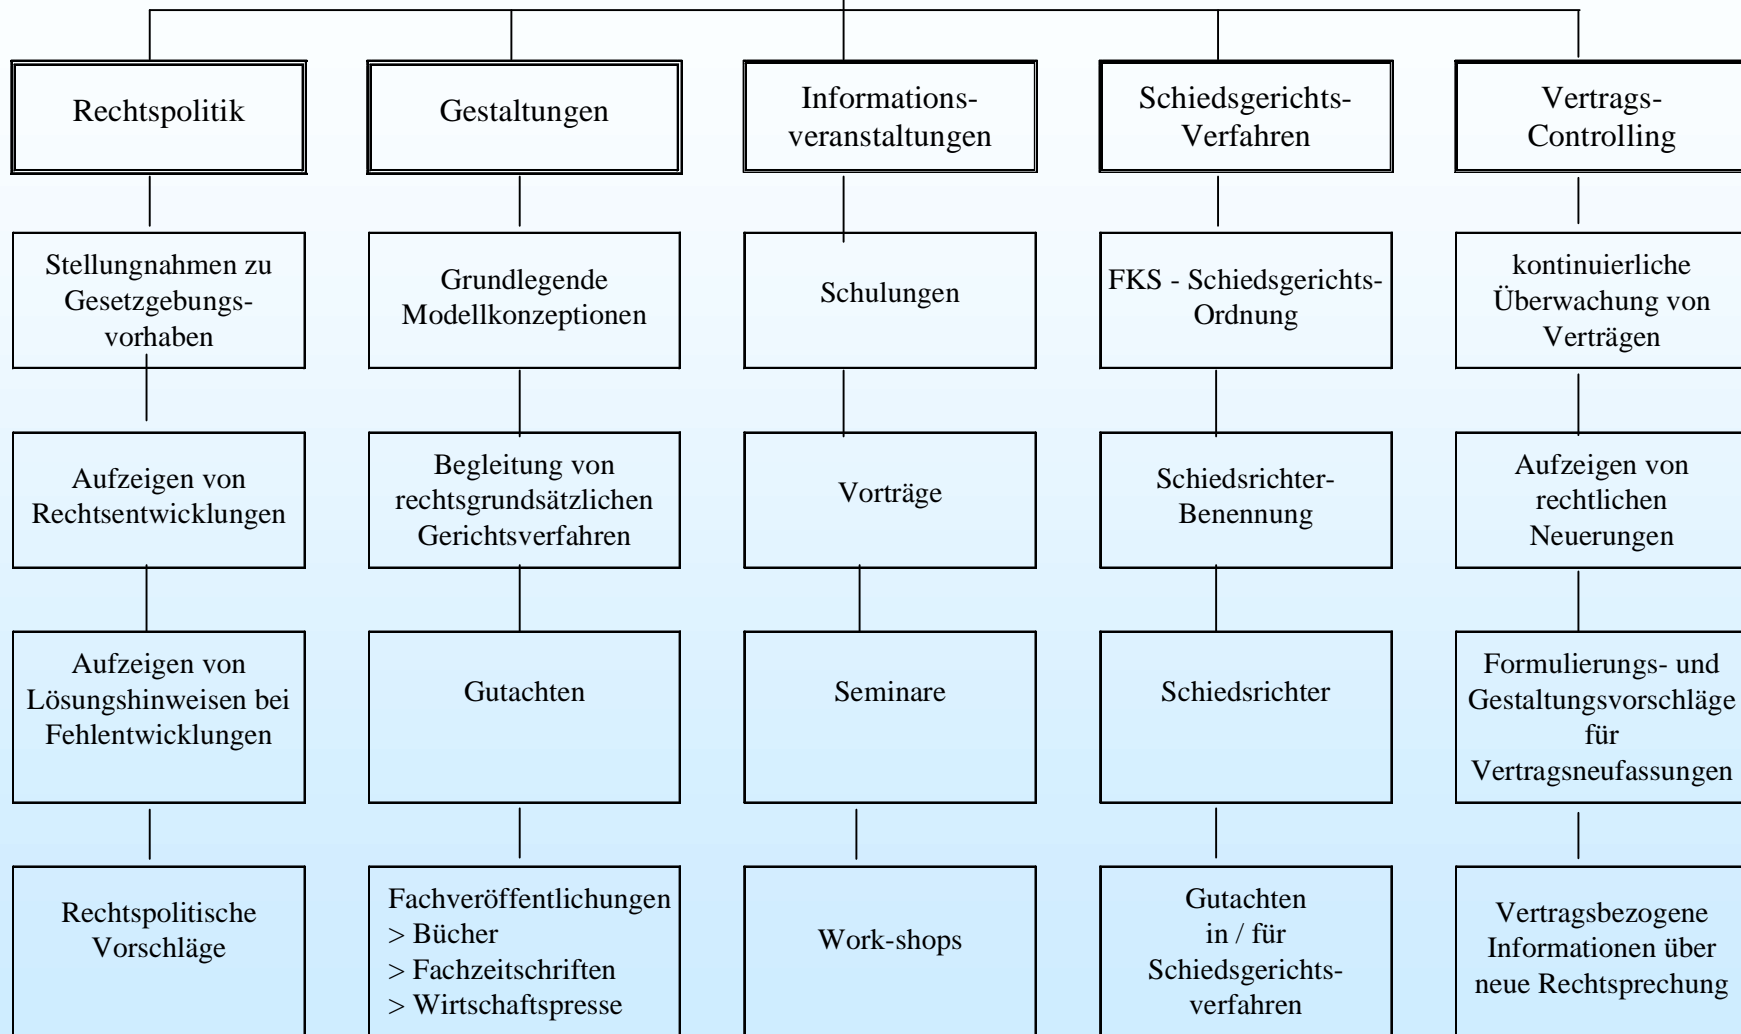 Rechtspolitik
Gestaltungen
Informations-
veranstaltungen
Schiedsgerichts-
Verfahren
Vertrags-
Controlling
Stellungnahmen zu
Gesetzgebungs-
vorhaben
Grundlegende
Modellkonzeptionen
Schulungen
FKS - Schiedsgerichts-
Ordnung
kontinuierliche
Überwachung von
Verträgen
Aufzeigen von
Rechtsentwicklungen
Begleitung von
rechtsgrundsätzlichen
Gerichtsverfahren
Vorträge
Schiedsrichter-
Benennung
Aufzeigen von
rechtlichen
Neuerungen
Aufzeigen von
Lösungshinweisen bei
Fehlentwicklungen
Gutachten
Seminare
Schiedsrichter
Formulierungs- und
Gestaltungsvorschläge
für
Vertragsneufassungen
Rechtspolitische
Vorschläge
Fachveröffentlichungen
> Bücher
> Fachzeitschriften
> Wirtschaftspresse
Work-shops
Gutachten
in / für
Schiedsgerichts-
verfahren
Vertragsbezogene
Informationen über
neue Rechtsprechung